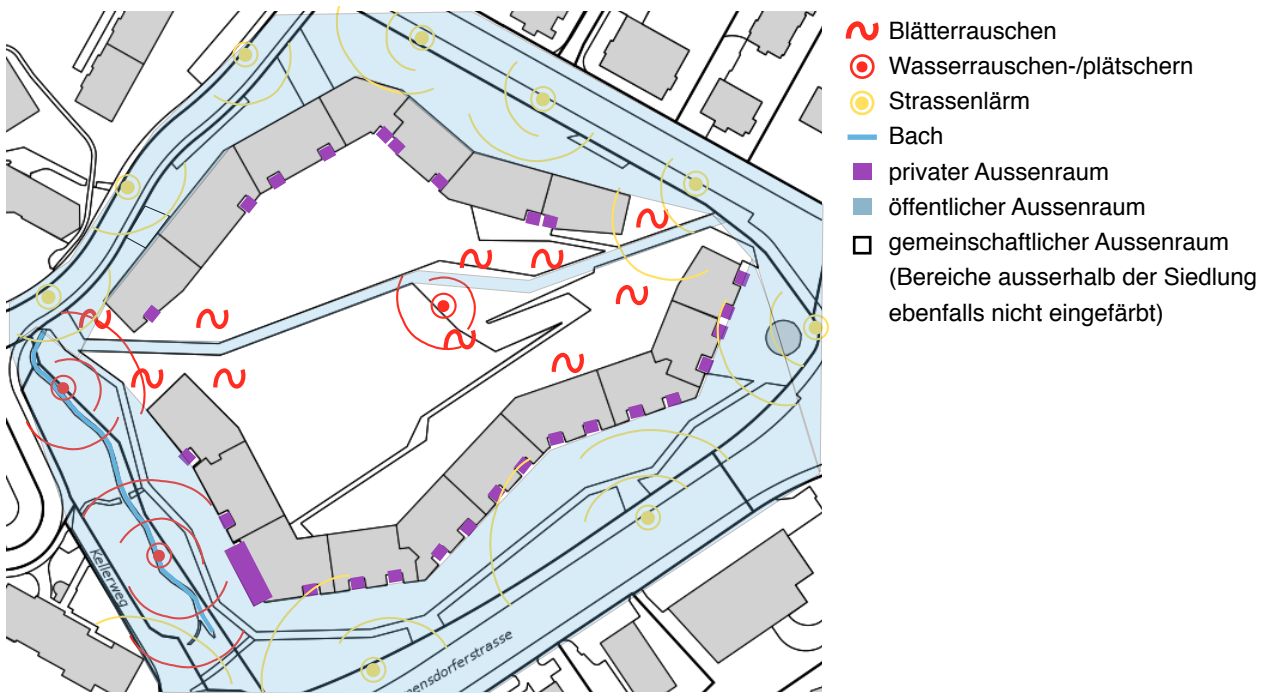 Blätterrauschen
Wasserrauschen-/plätschern
Strassenlärm
Bach
privater Aussenraum
öffentlicher Aussenraum
gemeinschaftlicher Aussenraum
(Bereiche ausserhalb der Siedlung
ebenfalls nicht eingefärbt)
Kellerweg
mensdorferstrasse